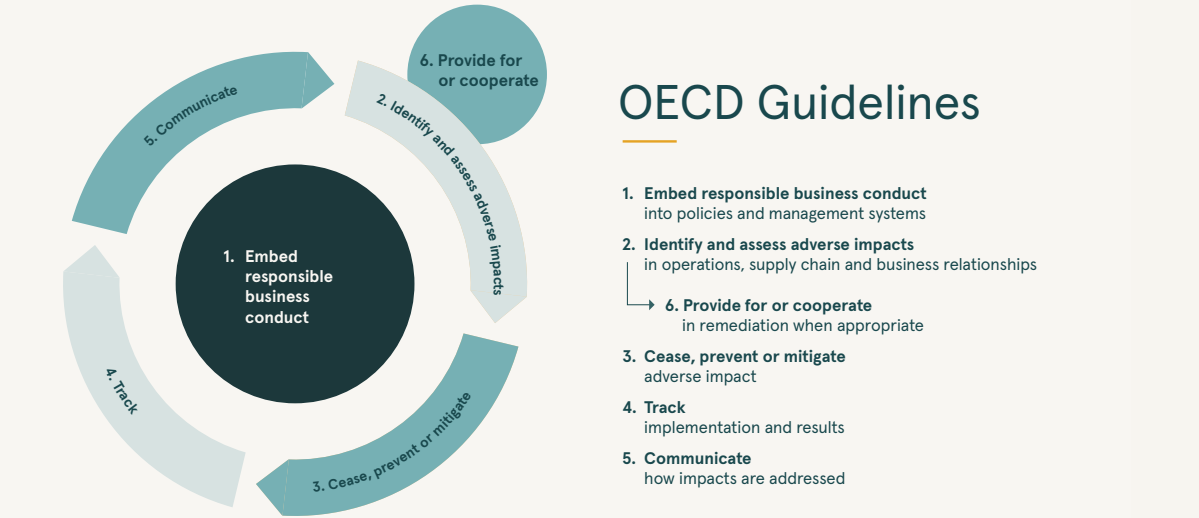 6. Provide for
or cooperate
5. Communicate
2. Identify and assess adverse impacts
1. Embed
responsible
business
conduct
4. Track
3. Cease, prevent or mitigate
OECD Guidelines
1. Embed responsible business conduct
into policies and management systems
2. Identify and assess adverse impacts
in operations, supply chain and business relationships
6. Provide for or cooperate
in remediation when appropriate
3. Cease, prevent or mitigate
adverse impact
4. Track
implementation and results
5. Communicate
how impacts are addressed